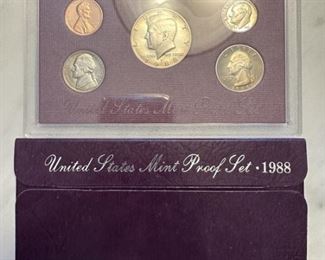 United States Mint Proof Set
United States Mint Proof Set • 1988